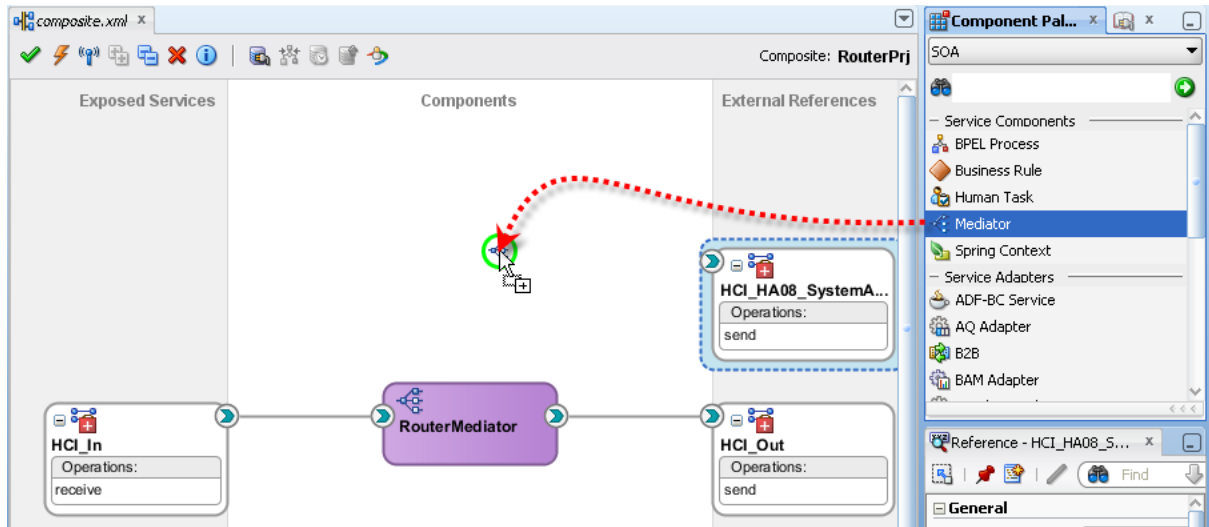 composite.xml
Composite: RouterPrj
Exposed Services
Components
External References
HCI_HA08_SystemA...
Operations:
send
RouterMediator
HCI_In
Operations:
receive
HCI_Out
Operations:
send
Component Pal...
SOA
Service Components
BPEL Process
Business Rule
Human Task
Mediator
Spring Context
Service Adapters
ADF-BC Service
AQ Adapter
B2B
BAM Adapter
Reference - HCI_HA08_S...
Find
General